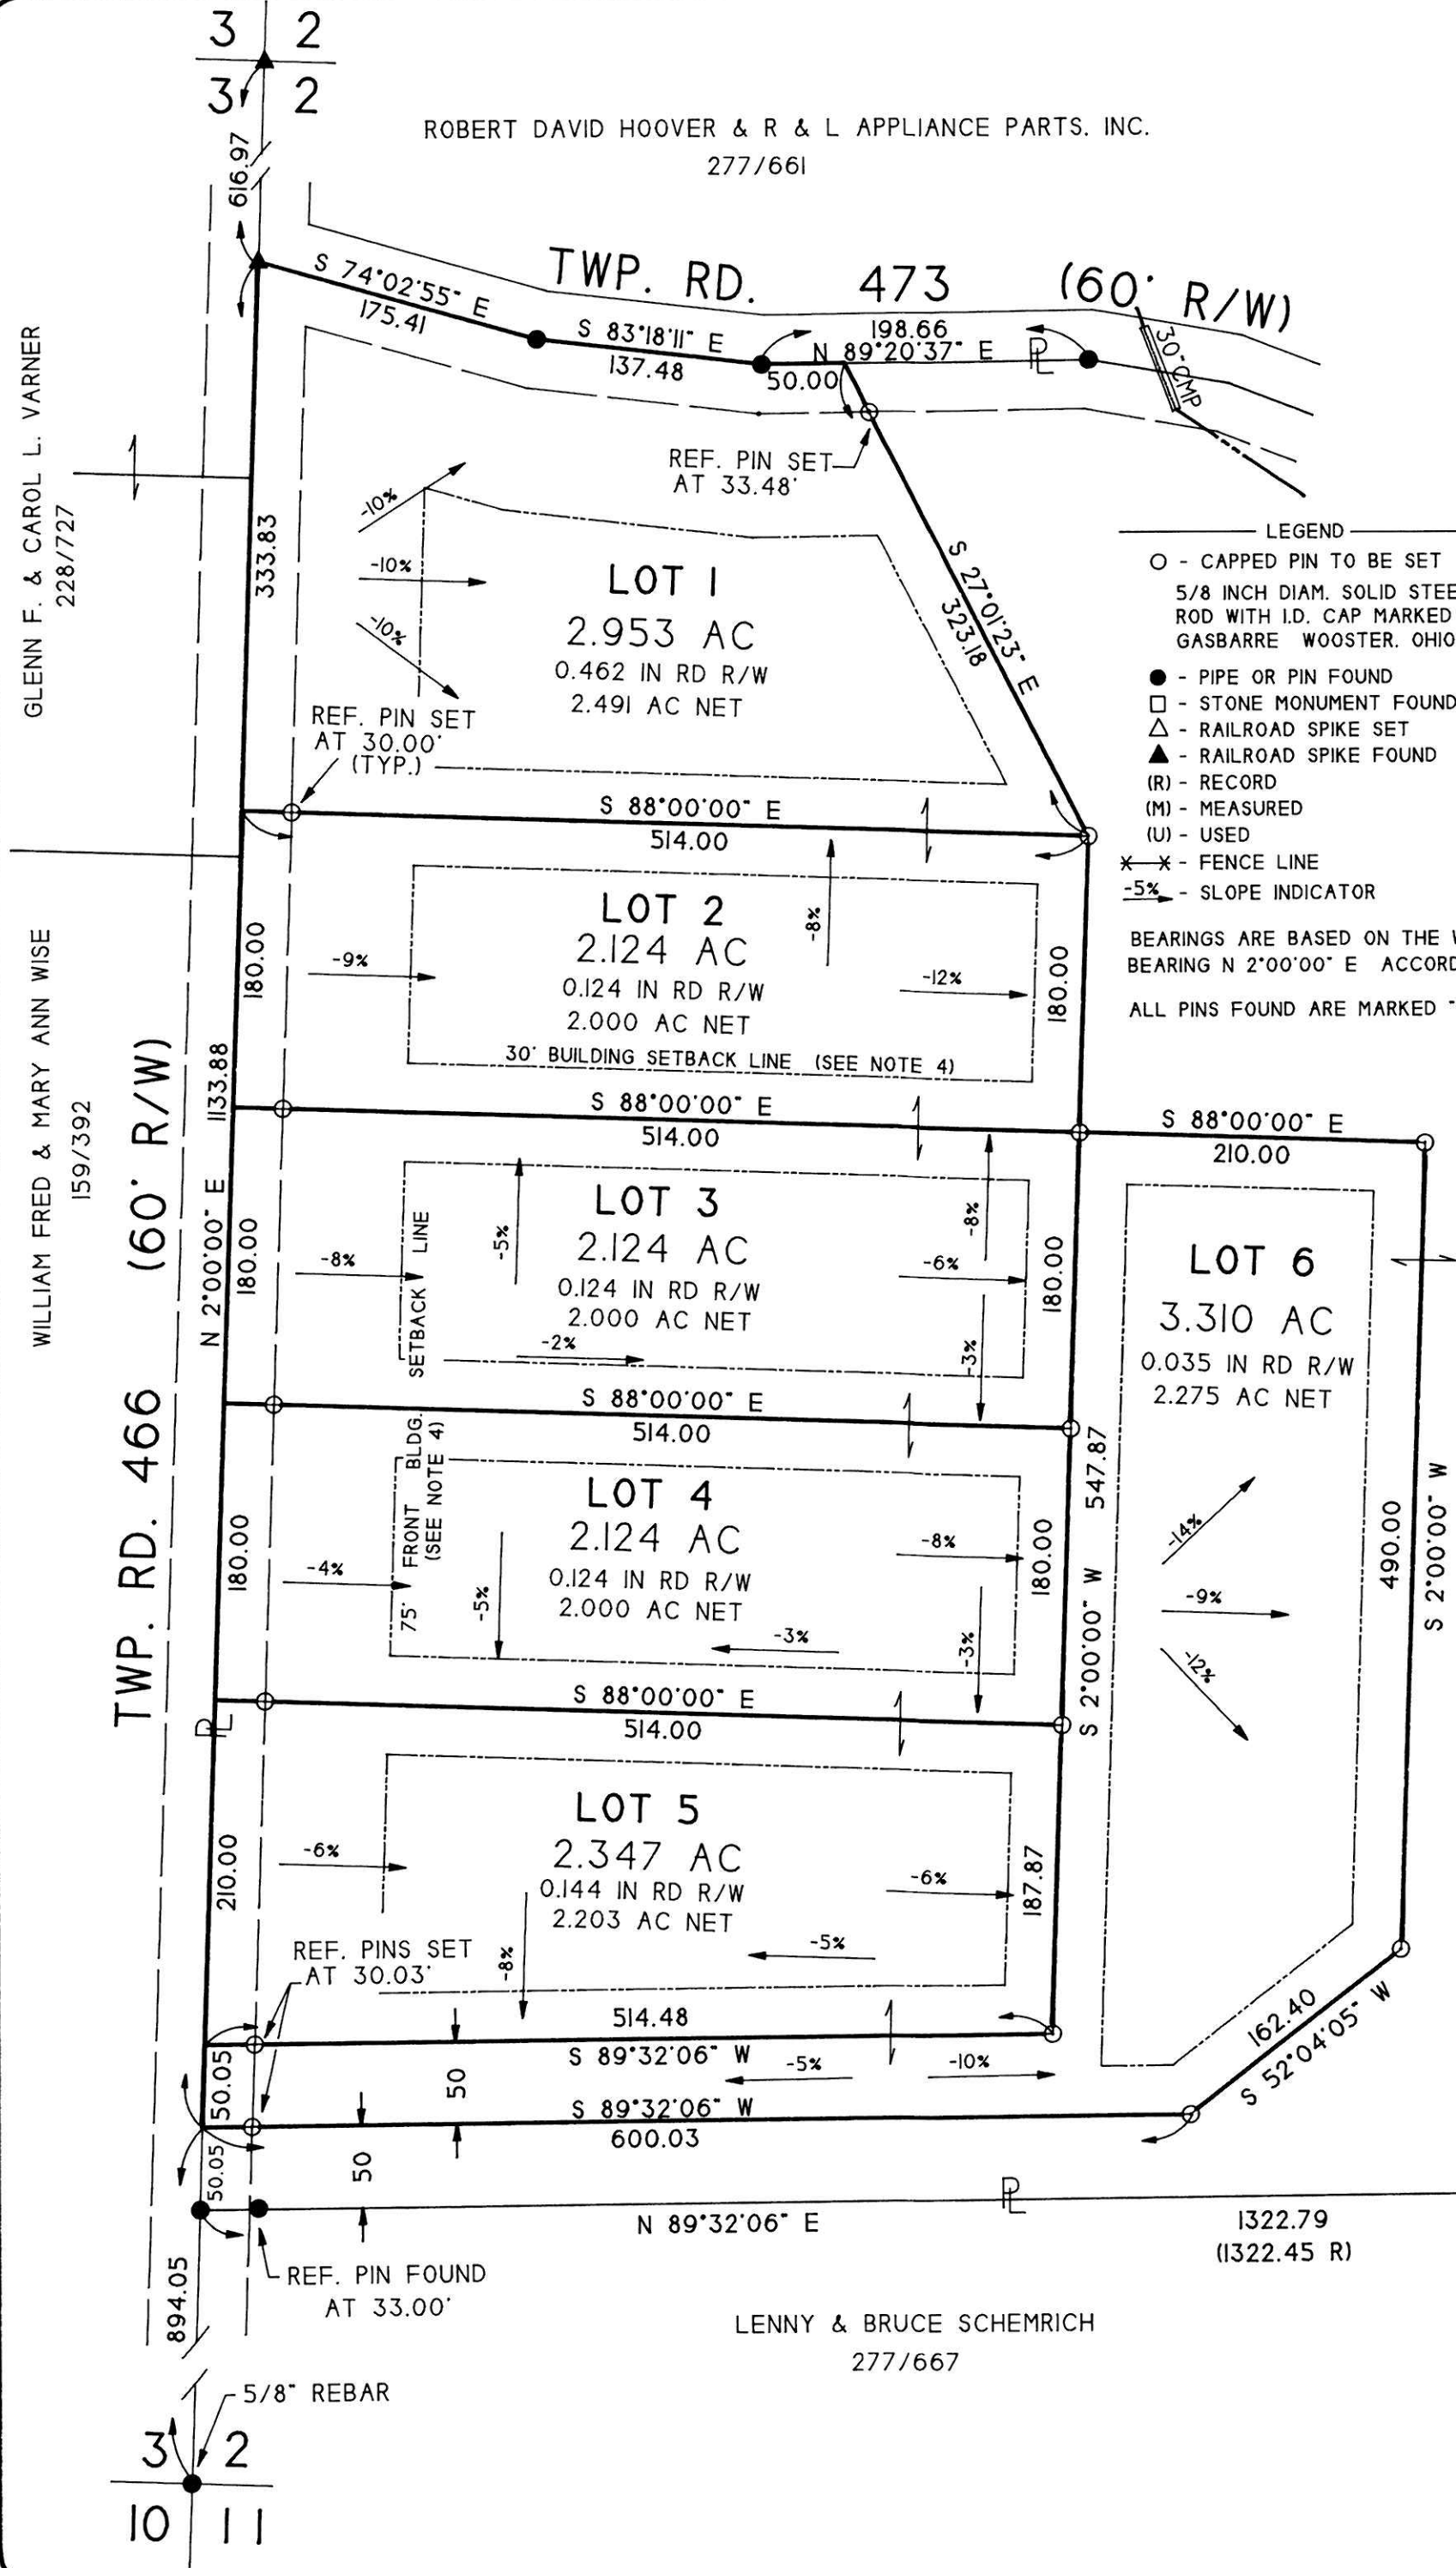 3 2
3 2
616.97
ROBERT DAVID HOOVER & R & L APPLIANCE PARTS. INC.
277/661
TWP. RD. 473 (60' R/W)
S 74°02'55" E
175.41
S 83°18'11" E
137.48
198.66
N 89°20'37" E
50.00
PL
30" CMP
REF. PIN SET
AT 33.48'
GLENN F. & CAROL L. VARNER
228/727
333.83
-10%
-10%
-10%
LOT 1
2.953 AC
0.462 IN RD R/W
2.491 AC NET
S 27°01'23" E
323.18
REF. PIN SET
AT 30.00'
(TYP.)
LEGEND
O - CAPPED PIN TO BE SET
5/8 INCH DIAM. SOLID STEE
ROD WITH I.D. CAP MARKED
GASBARRE WOOSTER. OHIO
● - PIPE OR PIN FOUND
□ - STONE MONUMENT FOUND
△ - RAILROAD SPIKE SET
▲ - RAILROAD SPIKE FOUND
(R) - RECORD
(M) - MEASURED
(U) - USED
X—X - FENCE LINE
-5% - SLOPE INDICATOR
BEARINGS ARE BASED ON THE
BEARING N 2°00'00" E ACCORD
ALL PINS FOUND ARE MARKED "
S 88°00'00" E
514.00
WILLIAM FRED & MARY ANN WISE
159/392
TWP. RD. 466 (60' R/W)
180.00
1133.88
N 2°00'00" E
-9%
LOT 2
2.124 AC
0.124 IN RD R/W
2.000 AC NET
-8%
-12%
180.00
30' BUILDING SETBACK LINE (SEE NOTE 4)
S 88°00'00" E
514.00
S 88°00'00" E
210.00
180.00
-8%
-5%
LOT 3
2.124 AC
0.124 IN RD R/W
2.000 AC NET
-2%
-8%
-6%
-3%
180.00
75' FRONT BLDG. SETBACK LINE
(SEE NOTE 4)
LOT 6
3.310 AC
0.035 IN RD R/W
2.275 AC NET
S 88°00'00" E
514.00
180.00
-4%
-5%
LOT 4
2.124 AC
0.124 IN RD R/W
2.000 AC NET
-3%
-8%
-3%
180.00
S 2°00'00" W 547.87
-14%
-9%
-12%
490.00
S 2°00'00" W
PL
S 88°00'00" E
514.00
210.00
-6%
LOT 5
2.347 AC
0.144 IN RD R/W
2.203 AC NET
-8%
-5%
-6%
187.87
REF. PINS SET
AT 30.03'
514.48
S 89°32'06" W
-5%
-10%
50.05
50
S 89°32'06" W
600.03
162.40
S 52°04'05" W
50.05
50
PL
N 89°32'06" E
1322.79
(1322.45 R)
REF. PIN FOUND
AT 33.00'
894.05
LENNY & BRUCE SCHEMRICH
277/667
5/8" REBAR
3 2
10 11